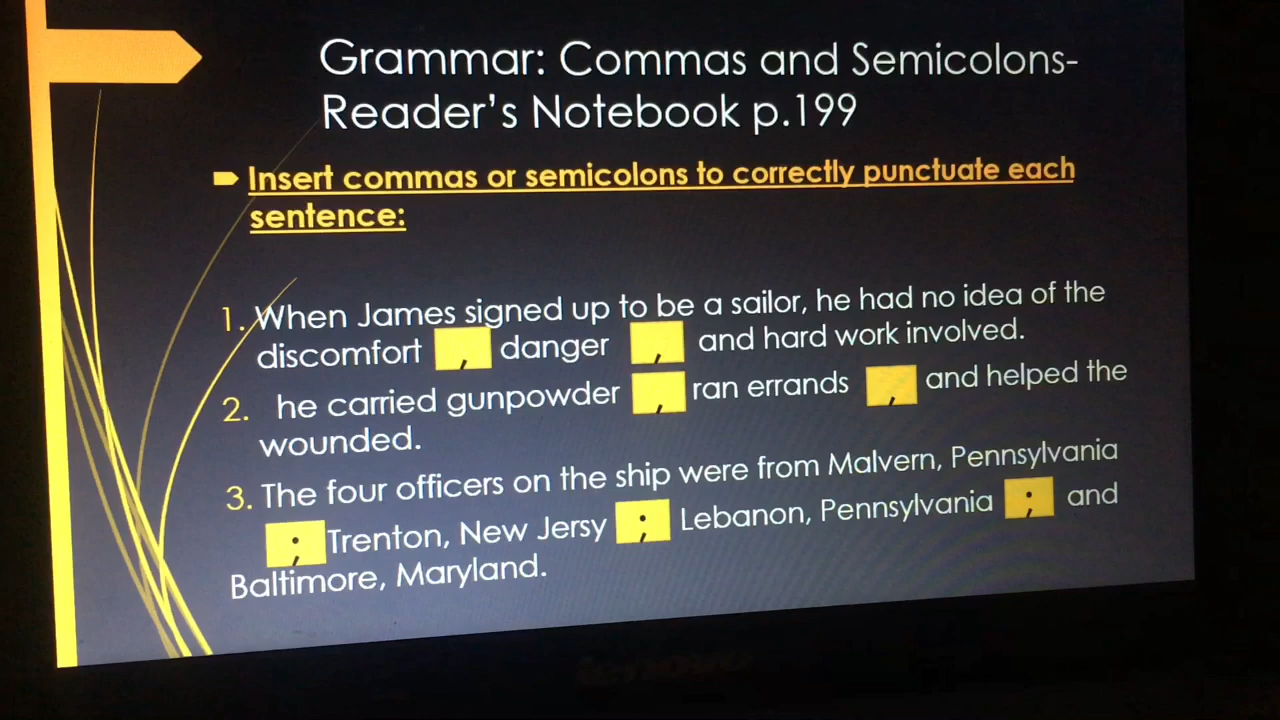 Grammar: Commas and Semicolons-
Reader's Notebook p.199
Insert commas or semicolons to correctly punctuate each
sentence:
1. When James signed up to be a sailor, he had no idea of the
discomfort , danger , and hard work involved.
2. he carried gunpowder , ran errands , and helped the
wounded.
3. The four officers on the ship were from Malvern, Pennsylvania
; Trenton, New Jersy ; Lebanon, Pennsylvania ; and
Baltimore, Maryland.
lenovo